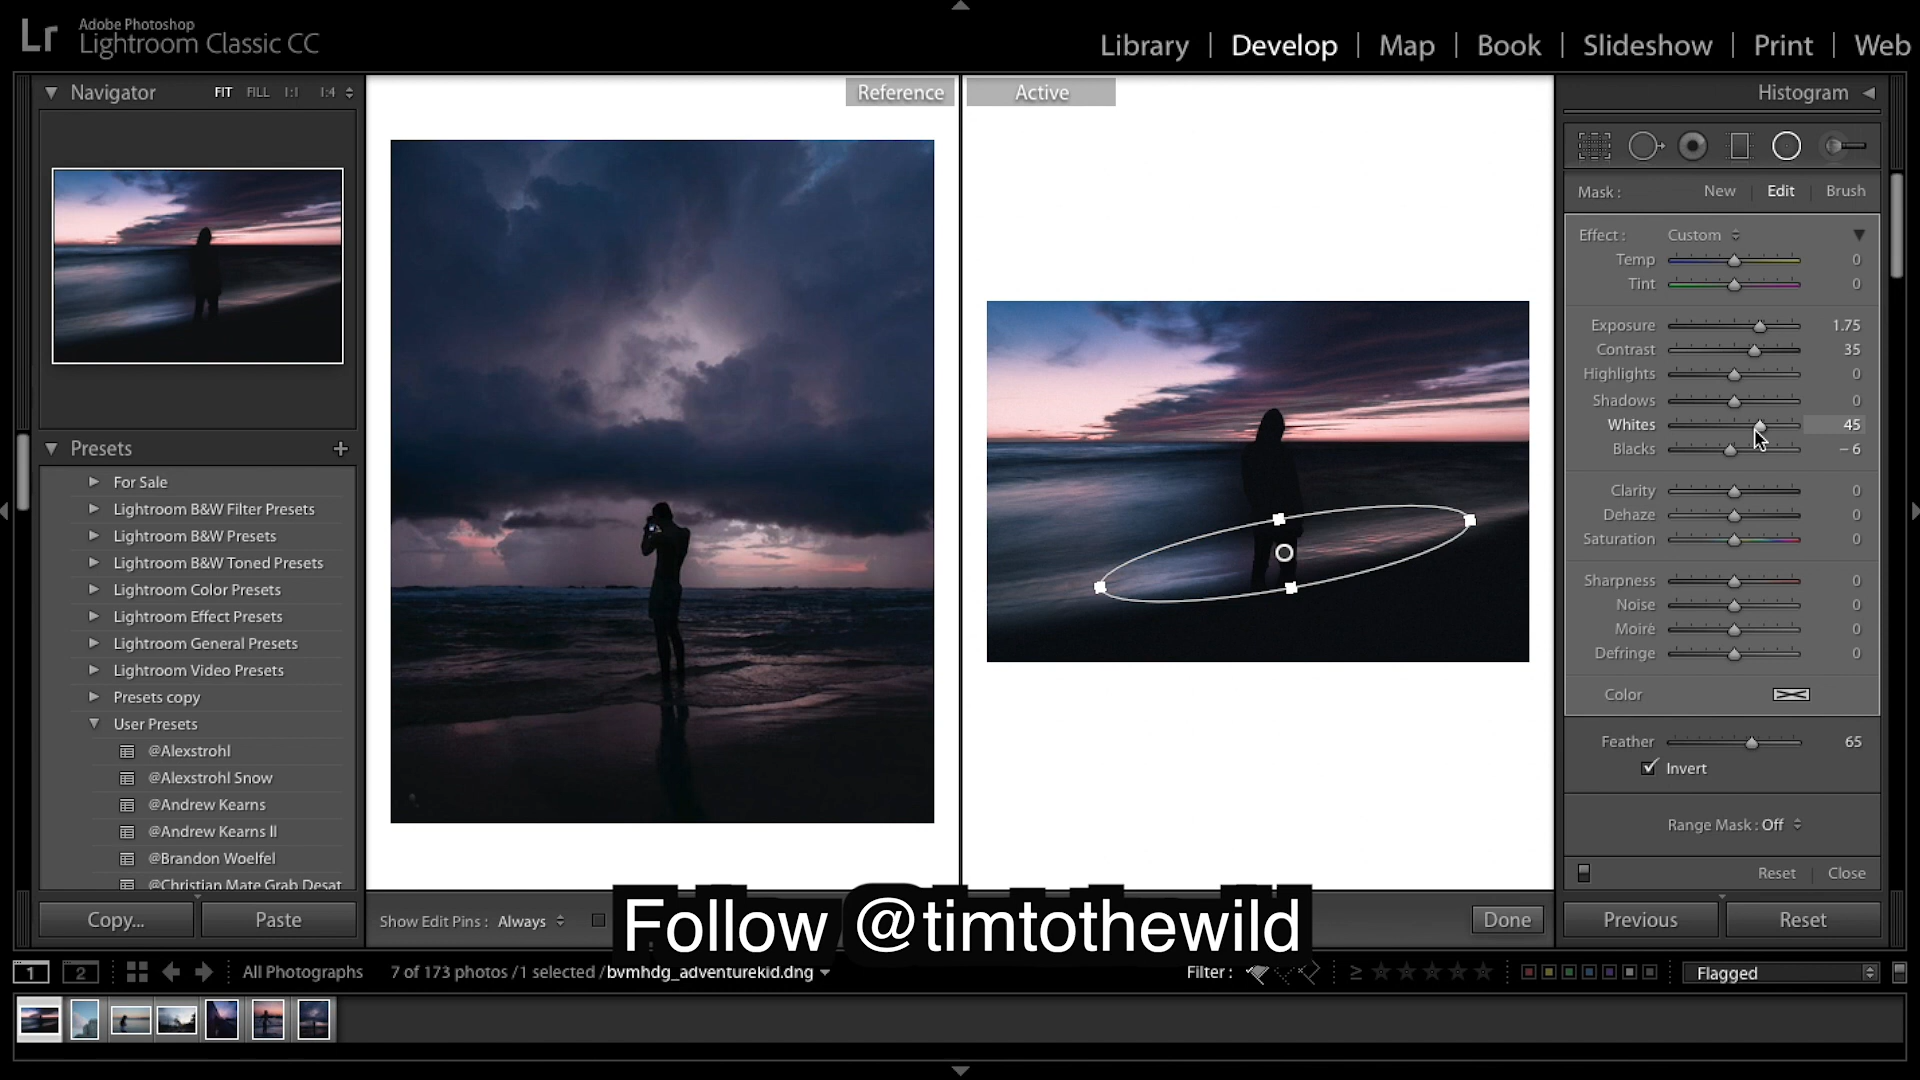 Lr Adobe Photoshop
Lightroom Classic CC
Library | Develop | Map | Book | Slideshow | Print | Web
Navigator FIT FILL 1:1 1:4
Reference
Active
Histogram
Mask : New Edit Brush
Effect : Custom
Temp 0
Tint 0
Exposure 1.75
Contrast 35
Highlights 0
Shadows 0
Whites 45
Blacks – 6
Clarity 0
Dehaze 0
Saturation 0
Sharpness 0
Noise 0
Moiré 0
Defringe 0
Color
Feather 65
Invert
Range Mask : Off
Reset Close
Presets +
For Sale
Lightroom B&W Filter Presets
Lightroom B&W Presets
Lightroom B&W Toned Presets
Lightroom Color Presets
Lightroom Effect Presets
Lightroom General Presets
Lightroom Video Presets
Presets copy
User Presets
@Alexstrohl
@Alexstrohl Snow
@Andrew Kearns
@Andrew Kearns II
@Brandon Woelfel
@Christian Mate Grab Desat
Copy... Paste
Show Edit Pins : Always
Follow @timtothewild
Done
Previous Reset
1 2 All Photographs 7 of 173 photos /1 selected /bvmhdg_adventurekid.dng
Filter : ≥ Flagged